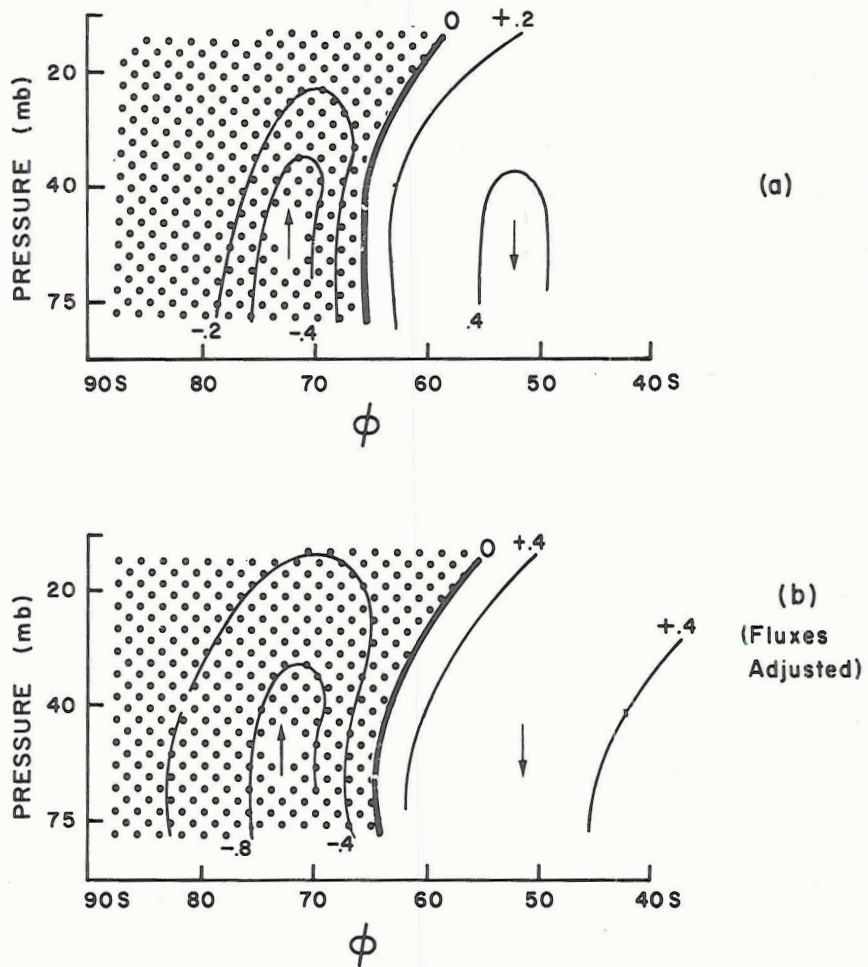 0 +.2
20
40
75
PRESSURE (mb)
(a)
-.2 -.4 .4
90S 80 70 60 50 40S
ϕ
0 +.4
+.4
20
40
75
PRESSURE (mb)
(b)
(Fluxes
Adjusted)
-.8 -.4
90S 80 70 60 50 40S
ϕ